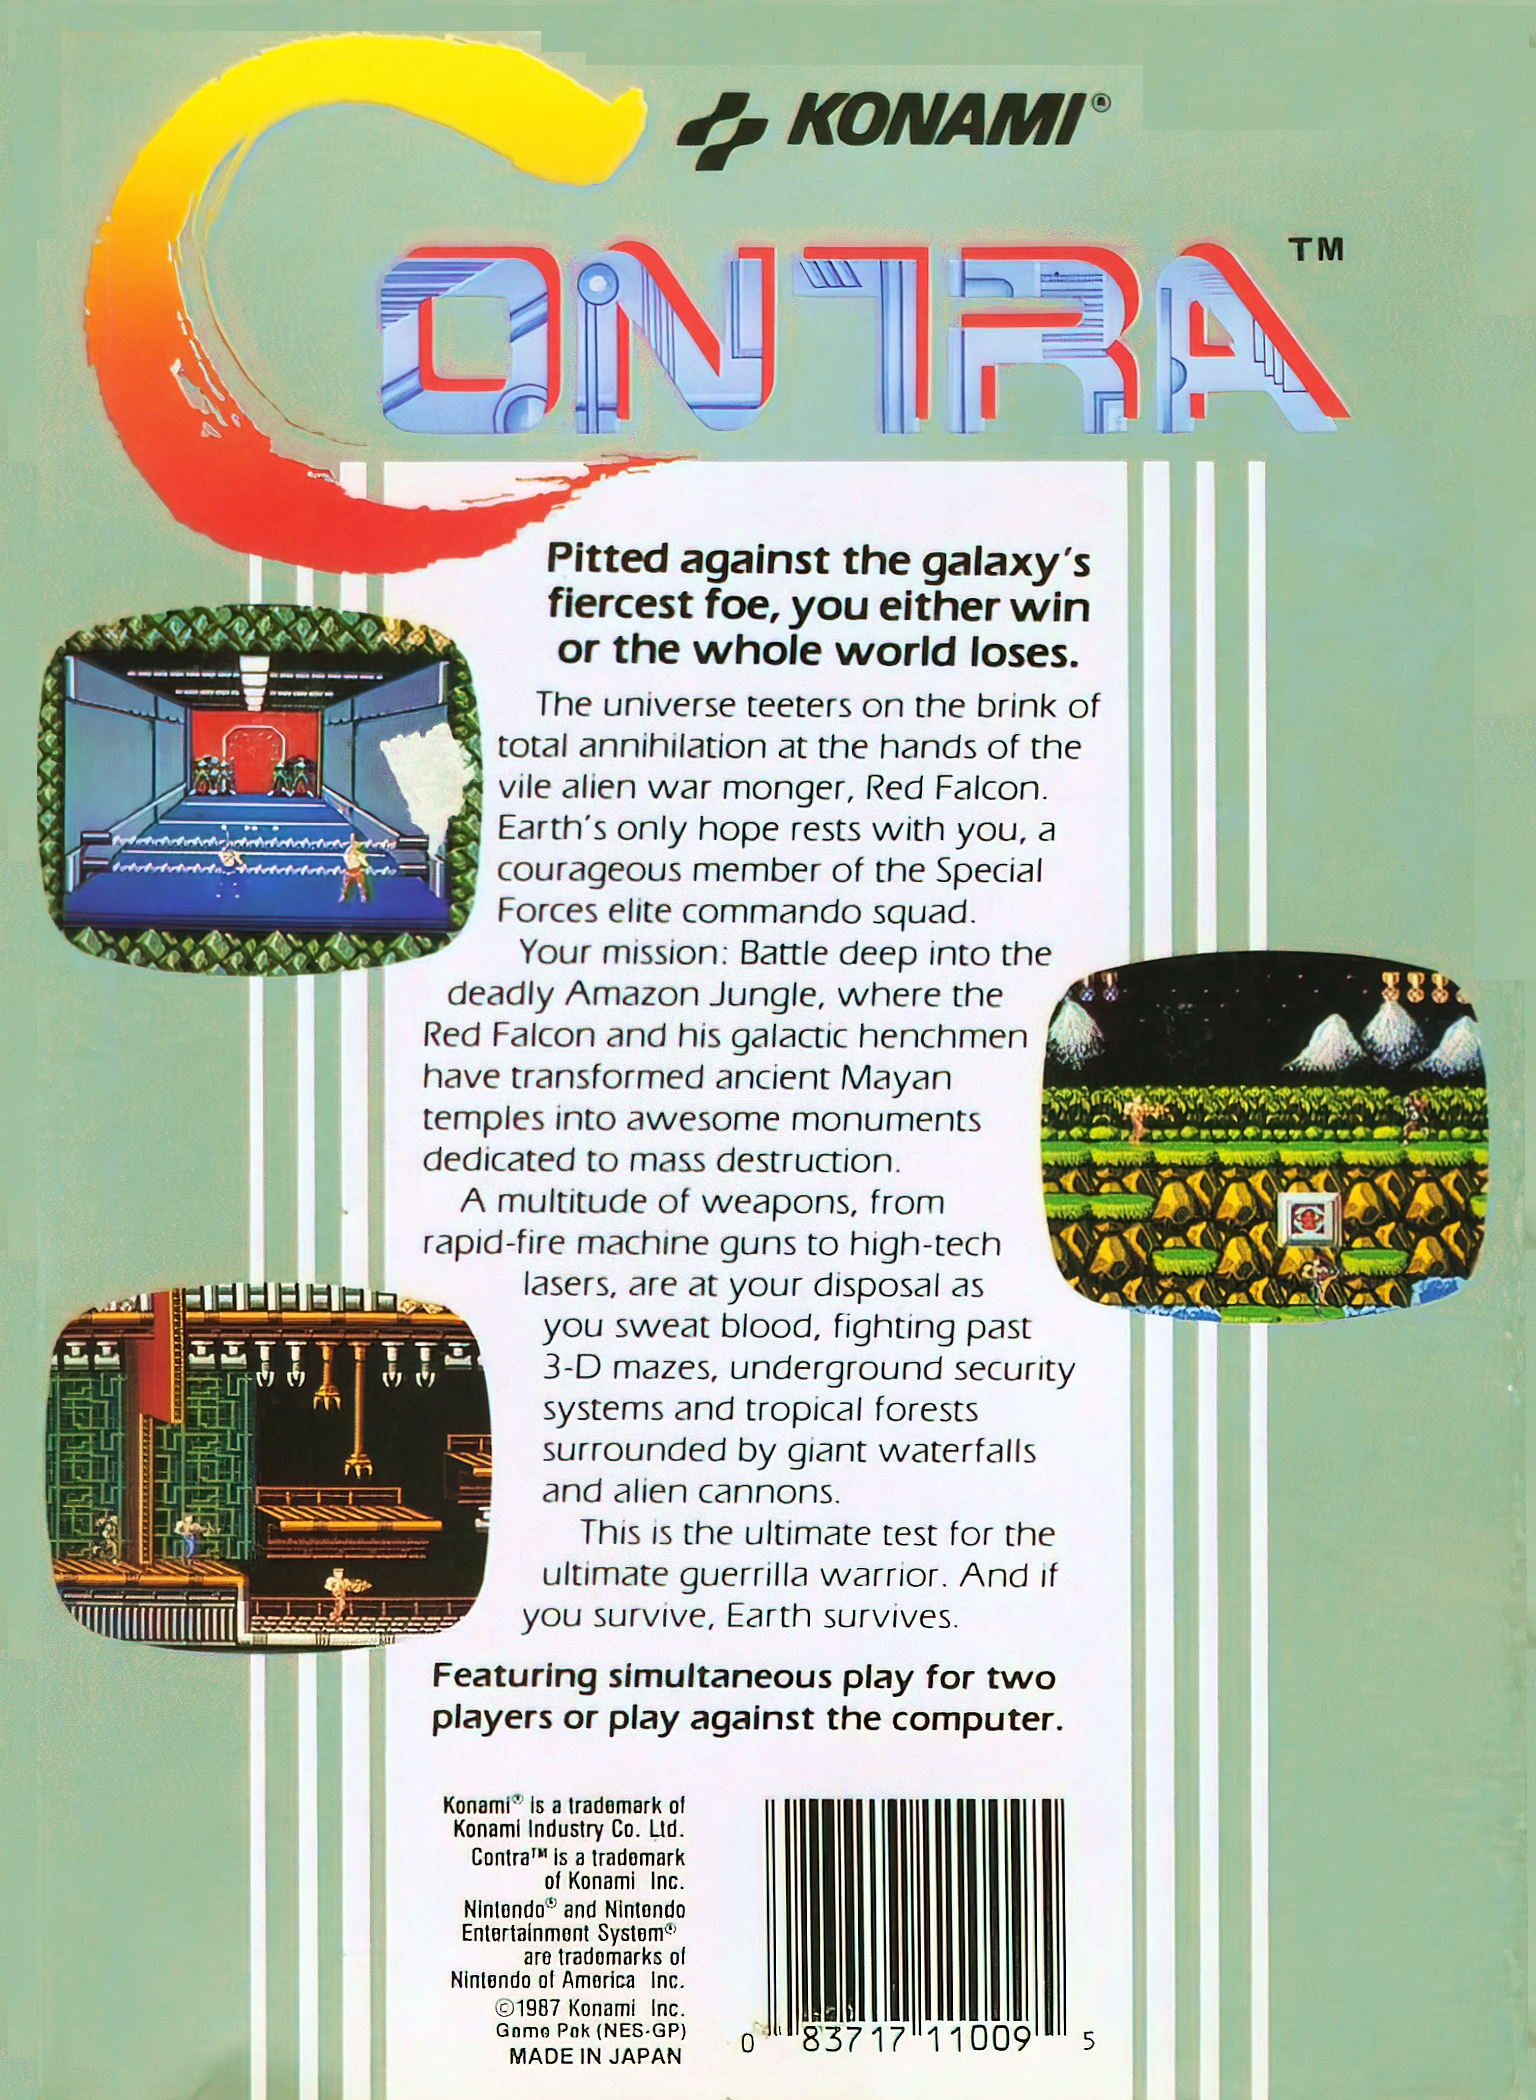 KONAMI®
CONTRA™
Pitted against the galaxy's
fiercest foe, you either win
or the whole world loses.
The universe teeters on the brink of
total annihilation at the hands of the
vile alien war monger, Red Falcon.
Earth's only hope rests with you, a
courageous member of the Special
Forces elite commando squad.
Your mission: Battle deep into the
deadly Amazon Jungle, where the
Red Falcon and his galactic henchmen
have transformed ancient Mayan
temples into awesome monuments
dedicated to mass destruction.
A multitude of weapons, from
rapid-fire machine guns to high-tech
lasers, are at your disposal as
you sweat blood, fighting past
3-D mazes, underground security
systems and tropical forests
surrounded by giant waterfalls
and alien cannons.
This is the ultimate test for the
ultimate guerrilla warrior. And if
you survive, Earth survives.
Featuring simultaneous play for two
players or play against the computer.
Konami® is a trademark of
Konami Industry Co. Ltd.
Contra™ is a trademark
of Konami Inc.
Nintendo® and Nintendo
Entertainment System®
are trademarks of
Nintendo of America Inc.
©1987 Konami Inc.
Game Pak (NES-GP)
MADE IN JAPAN
0 83717 11009 5